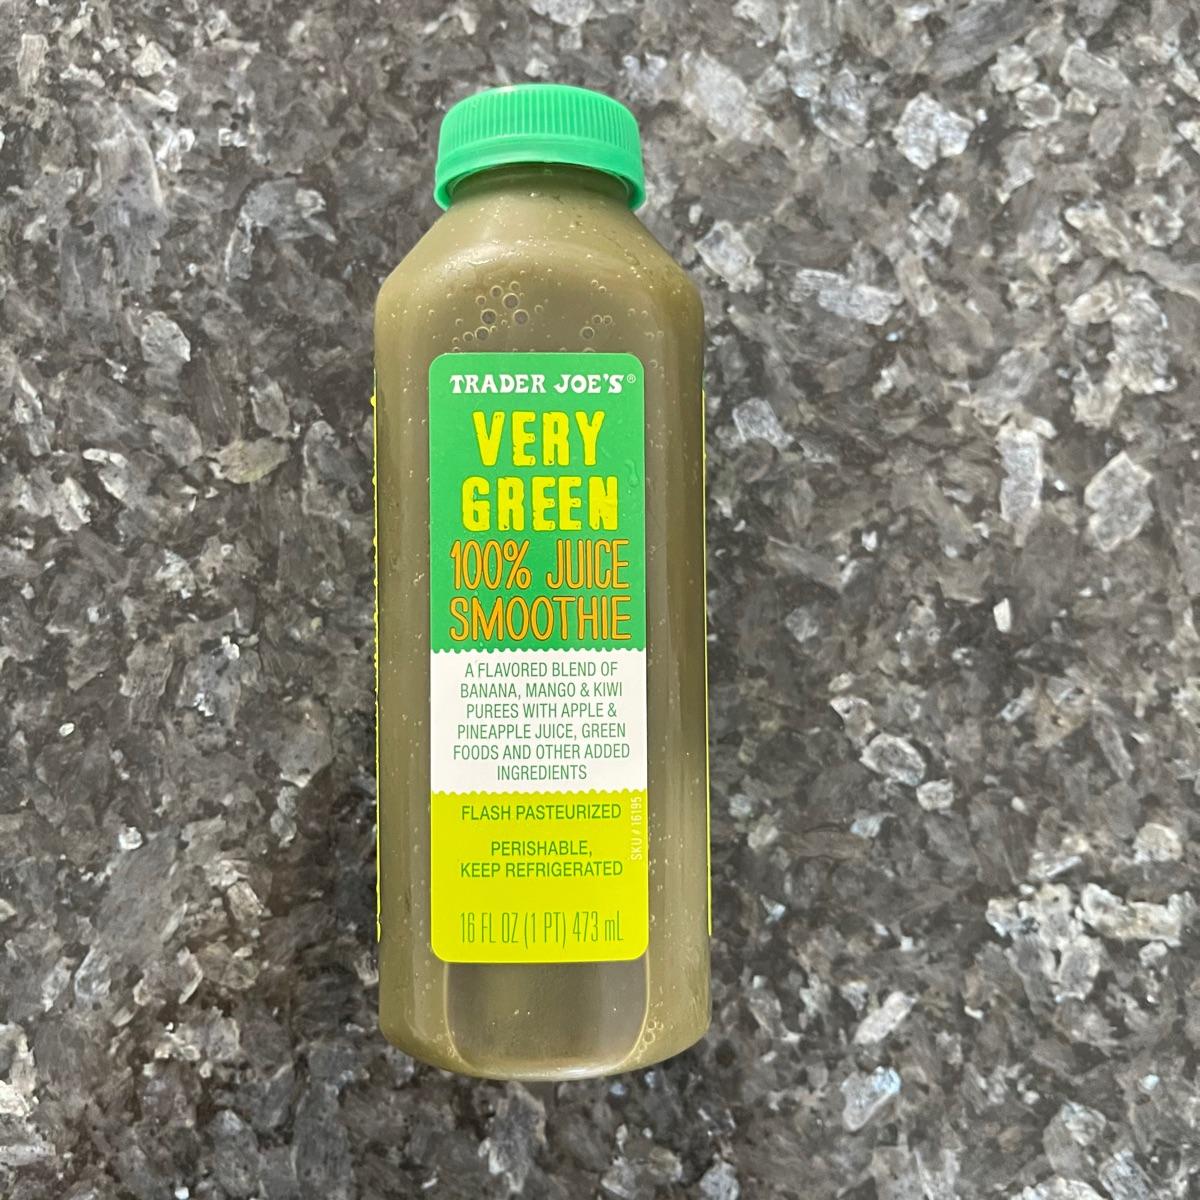 TRADER JOE'S®
VERY
GREEN
100% JUICE
SMOOTHIE
A FLAVORED BLEND OF
BANANA, MANGO & KIWI
PUREES WITH APPLE &
PINEAPPLE JUICE, GREEN
FOODS AND OTHER ADDED
INGREDIENTS
FLASH PASTEURIZED
SKU# 16195
PERISHABLE,
KEEP REFRIGERATED
16 FL OZ (1 PT) 473 mL